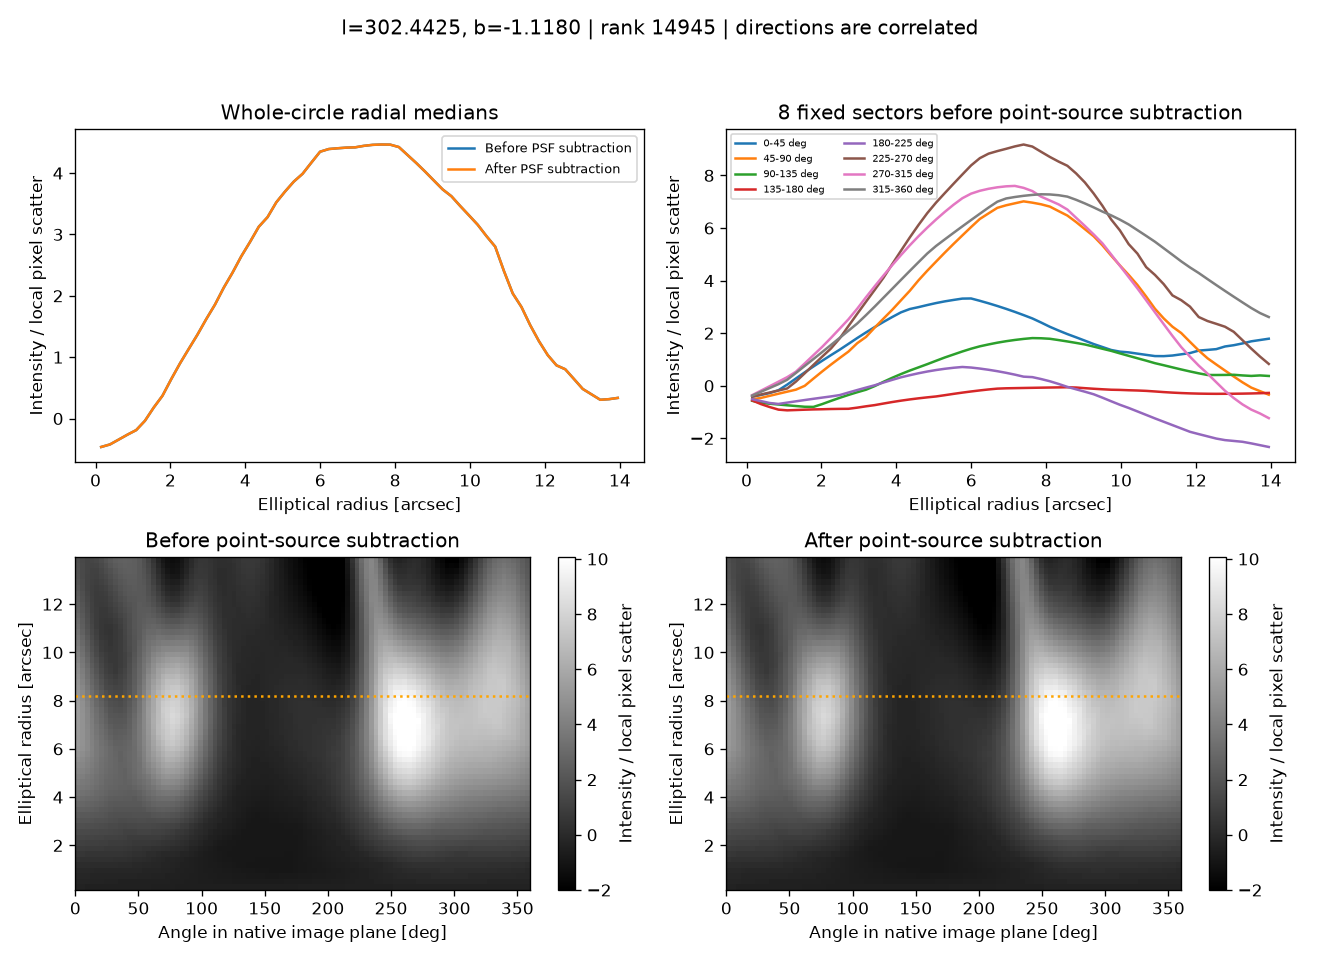 l=302.4425, b=-1.1180 | rank 14945 | directions are correlated
Whole-circle radial medians
Intensity / local pixel scatter
4
3
2
1
0
0 2 4 6 8 10 12 14
Elliptical radius [arcsec]
Before PSF subtraction
After PSF subtraction
8 fixed sectors before point-source subtraction
Intensity / local pixel scatter
8
6
4
2
0
−2
0 2 4 6 8 10 12 14
Elliptical radius [arcsec]
0-45 deg
45-90 deg
90-135 deg
135-180 deg
180-225 deg
225-270 deg
270-315 deg
315-360 deg
Before point-source subtraction
Elliptical radius [arcsec]
12
10
8
6
4
2
0 50 100 150 200 250 300 350
Angle in native image plane [deg]
10
8
6
4
2
0
−2
Intensity / local pixel scatter
After point-source subtraction
Elliptical radius [arcsec]
12
10
8
6
4
2
0 50 100 150 200 250 300 350
Angle in native image plane [deg]
10
8
6
4
2
0
−2
Intensity / local pixel scatter